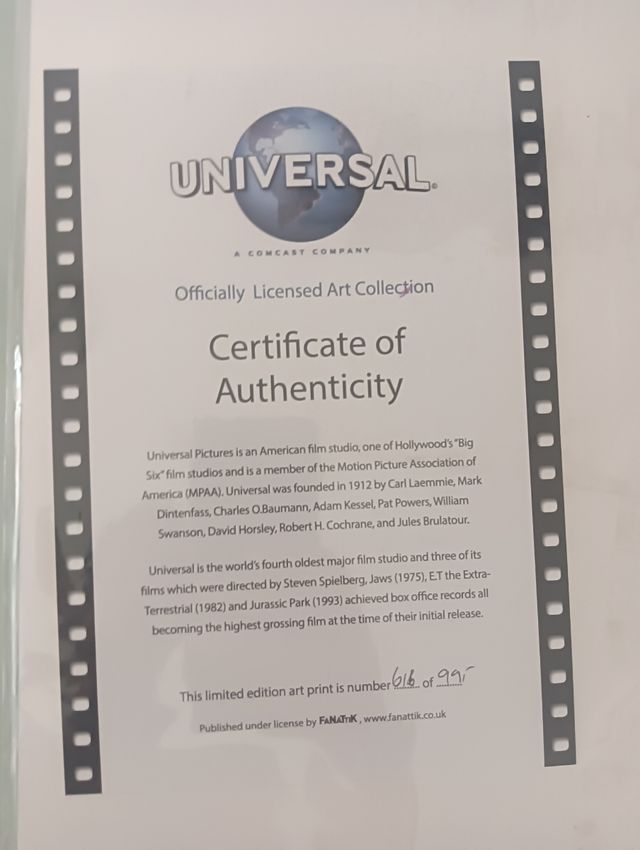 UNIVERSAL
A COMCAST COMPANY
Officially Licensed Art Collection
Certificate of
Authenticity
Universal Pictures is an American film studio, one of Hollywood's "Big
Six" film studios and is a member of the Motion Picture Association of
America (MPAA). Universal was founded in 1912 by Carl Laemmie, Mark
Dintenfass, Charles O.Baumann, Adam Kessel, Pat Powers, William
Swanson, David Horsley, Robert H. Cochrane, and Jules Brulatour.
Universal is the world's fourth oldest major film studio and three of its
films which were directed by Steven Spielberg, Jaws (1975), E.T the Extra-
Terrestrial (1982) and Jurassic Park (1993) achieved box office records all
becoming the highest grossing film at the time of their initial release.
This limited edition art print is number of
Published under license by FANATTIK , www.fanattik.co.uk